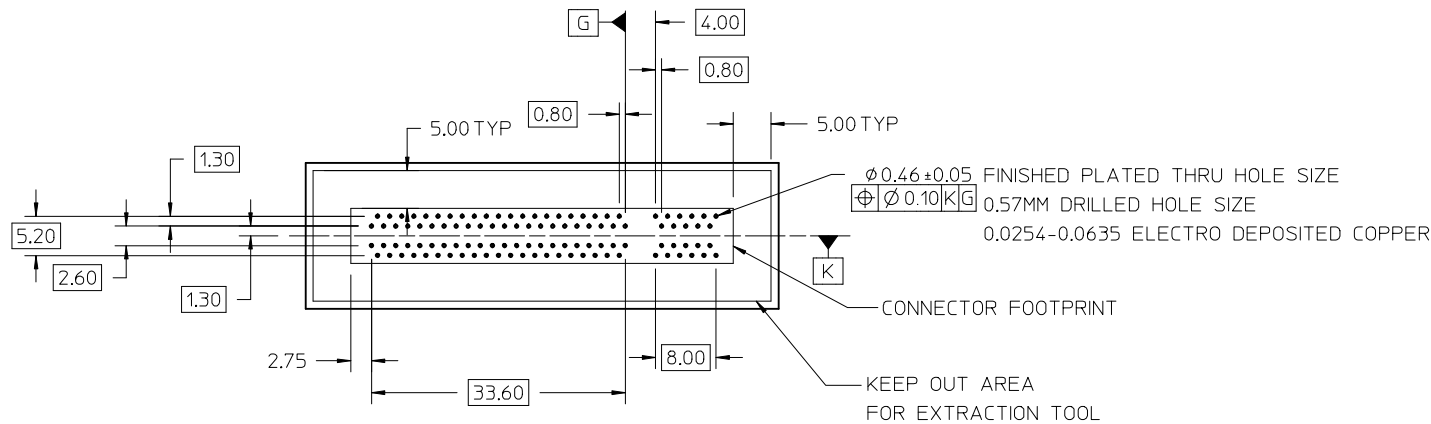 G
4.00
0.80
0.80
5.00 TYP
5.00 TYP
1.30
Ø 0.46 ±0.05 FINISHED PLATED THRU HOLE SIZE
⌖ Ø 0.10 K G 0.57MM DRILLED HOLE SIZE
0.0254-0.0635 ELECTRO DEPOSITED COPPER
5.20
2.60
K
1.30
CONNECTOR FOOTPRINT
2.75
8.00
33.60
KEEP OUT AREA
FOR EXTRACTION TOOL